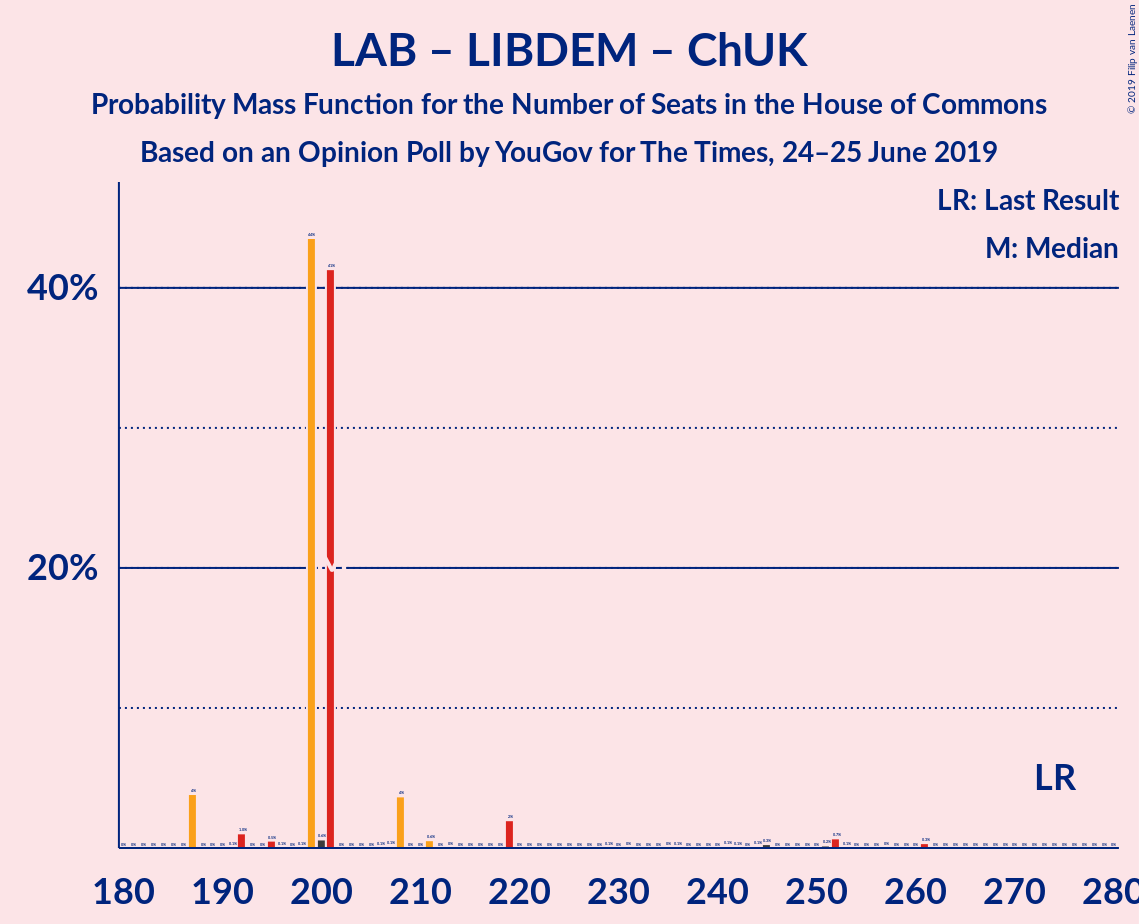 LAB – LIBDEM – ChUK
Probability Mass Function for the Number of Seats in the House of Commons
Based on an Opinion Poll by YouGov for The Times, 24–25 June 2019
© 2019 Filip van Laenen
LR: Last Result
M: Median
40%
20%
M
LR
180 190 200 210 220 230 240 250 260 270 280